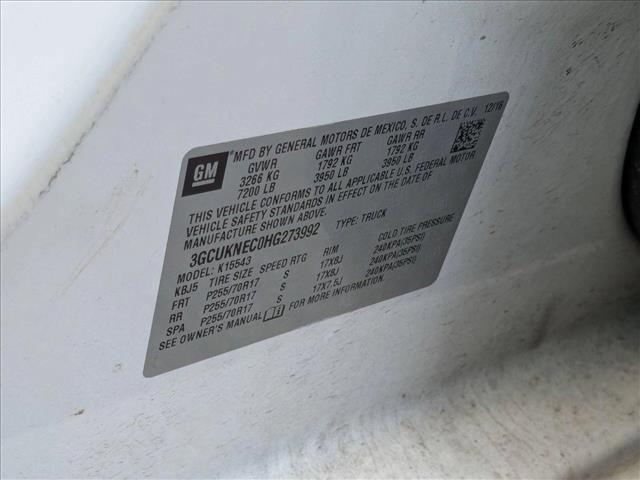 GM
MFD BY GENERAL MOTORS DE MEXICO, S. DE R.L. DE C.V. 12/16
GVWR GAWR FRT GAWR RR
3266 KG 1792 KG 1792 KG
7200 LB 3950 LB 3950 LB
THIS VEHICLE CONFORMS TO ALL APPLICABLE U.S. FEDERAL MOTOR
VEHICLE SAFETY STANDARDS IN EFFECT ON THE DATE OF
MANUFACTURE SHOWN ABOVE.
3GCUKNEC0HG273992 TYPE: TRUCK
MODEL: K15543
KBJ5 TIRE SIZE SPEED RTG RIM COLD TIRE PRESSURE
FRT P255/70R17 S 17X8J 240KPA(35PSI)
RR P255/70R17 S 17X8J 240KPA(35PSI)
SPA P255/70R17 S 17X7.5J 240KPA(35PSI)
SEE OWNER'S MANUAL FOR MORE INFORMATION.